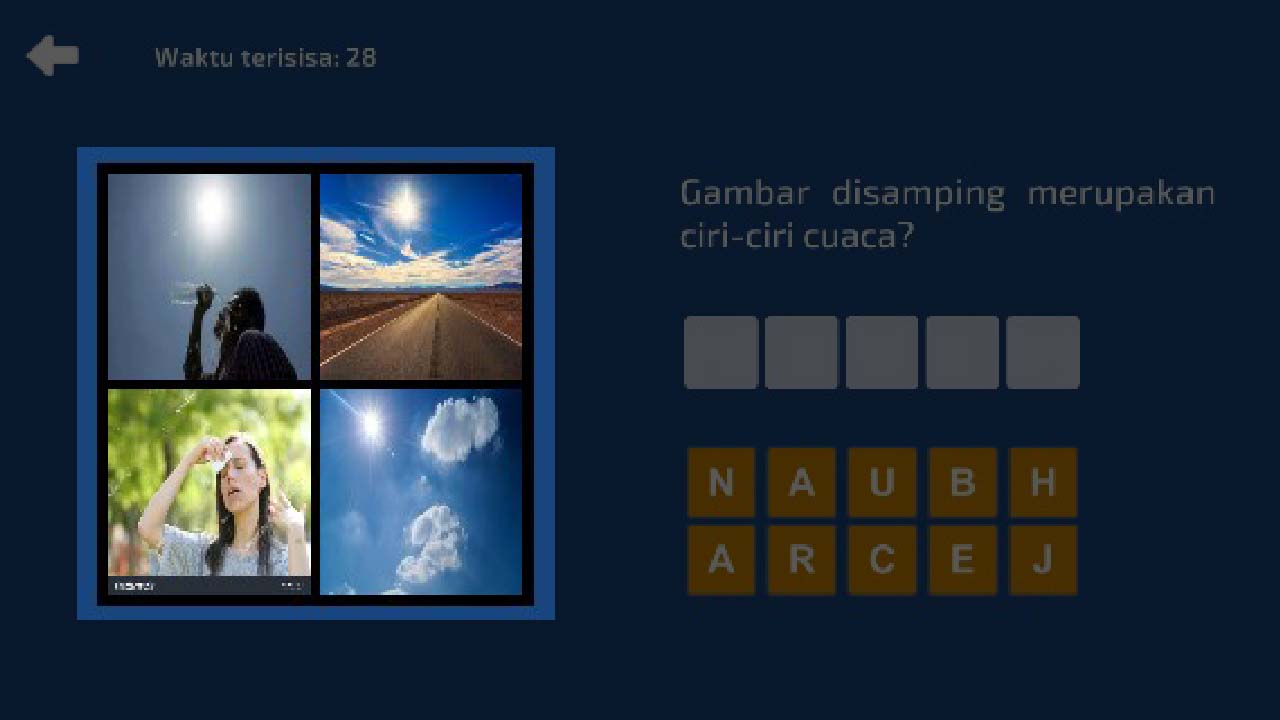 Waktu terisisa: 28
Gambar disamping merupakan
ciri-ciri cuaca?
N A U B H
A R C E J